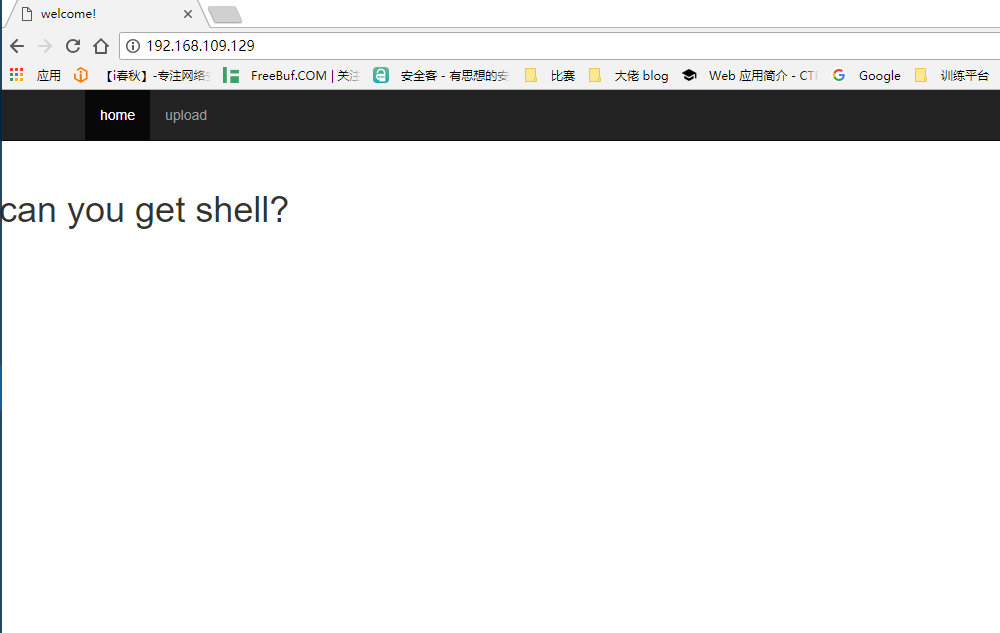 welcome!
192.168.109.129
应用 【i春秋】-专注网络 FreeBuf.COM | 关注 安全客 - 有思想的安 比赛 大佬 blog Web 应用简介 - CTF Google 训练平台
home upload
can you get shell?